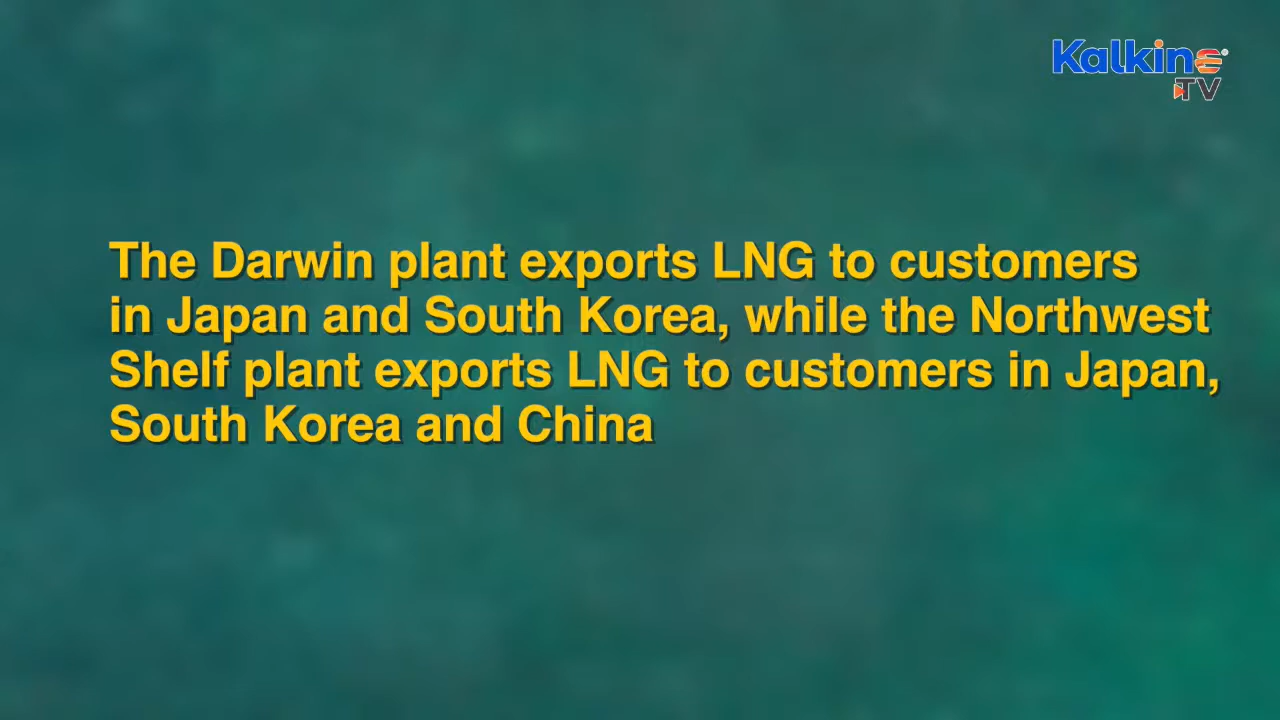 Kalkine
TV
The Darwin plant exports LNG to customers
in Japan and South Korea, while the Northwest
Shelf plant exports LNG to customers in Japan,
South Korea and China